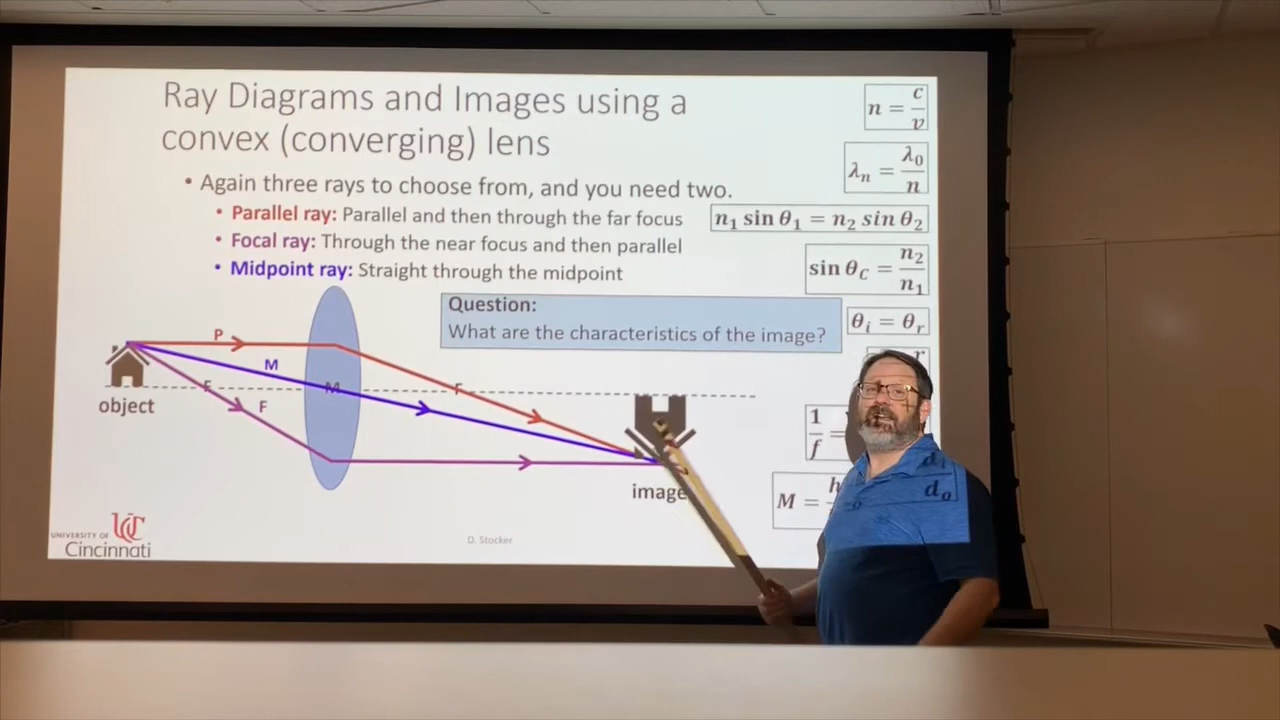 Ray Diagrams and Images using a
convex (converging) lens
• Again three rays to choose from, and you need two.
• Parallel ray: Parallel and then through the far focus
• Focal ray: Through the near focus and then parallel
• Midpoint ray: Straight through the midpoint
n = c/v
λₙ = λ₀/n
n₁ sin θ₁ = n₂ sin θ₂
sin θ_C = n₂/n₁
θᵢ = θᵣ
Question:
What are the characteristics of the image?
P
M
F
M
F
F
object
image
1/f =
M = h
dᵢ
dₒ
UNIVERSITY OF
Cincinnati
D. Stocker